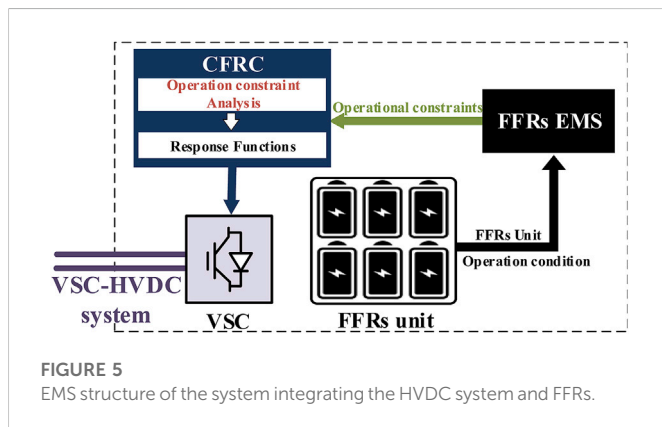 CFRC
Operation constraint
Analysis
Response Functions
Operational constraints
FFRs EMS
FFRs Unit
Operation condition
VSC-HVDC
system
VSC
FFRs unit
FIGURE 5
EMS structure of the system integrating the HVDC system and FFRs.